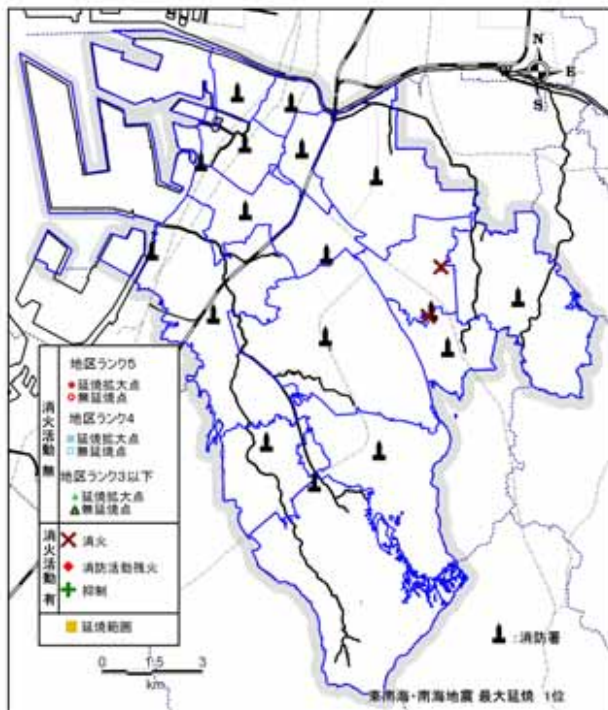 N
E
S
消火活動 無
地区ランク5
延焼拡大点
無延焼点
地区ランク4
延焼拡大点
無延焼点
地区ランク3以下
延焼拡大点
無延焼点
消火活動 有
消火
消防活動残火
抑制
延焼範囲
0 1.5 3
km
:消防署
東南海・南海地震 最大延焼 1位